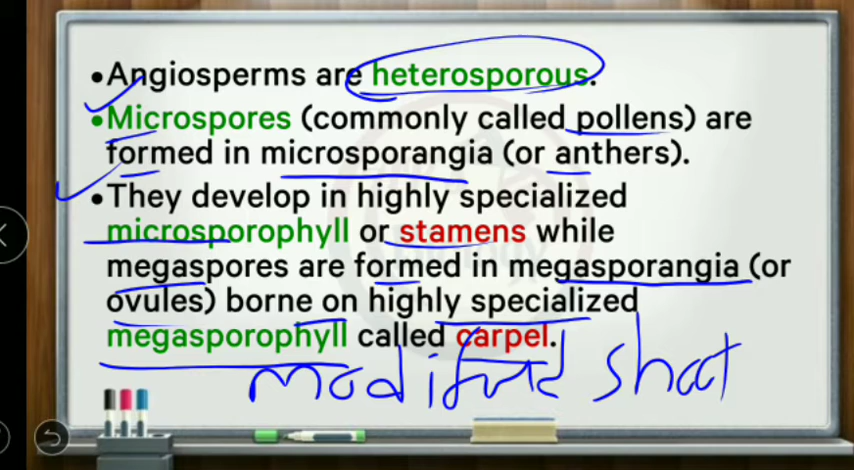 •Angiosperms are heterosporous.
•Microspores (commonly called pollens) are
formed in microsporangia (or anthers).
•They develop in highly specialized
microsporophyll or stamens while
megaspores are formed in megasporangia (or
ovules) borne on highly specialized
megasporophyll called carpel.
modified shoot